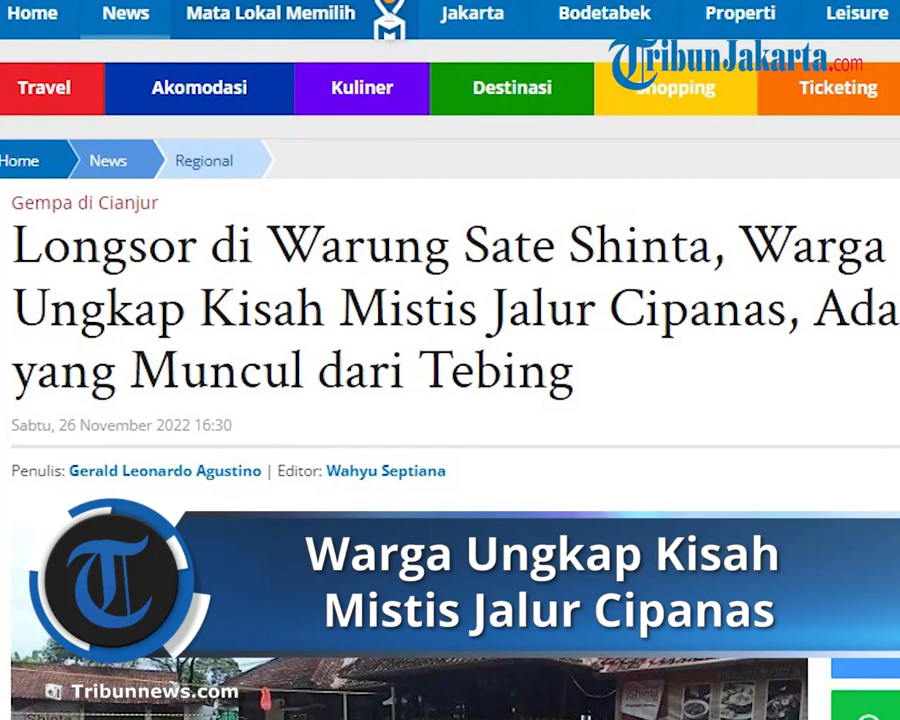 Home News Mata Lokal Memilih Jakarta Bodetabek Properti Leisure
TribunJakarta.com
Travel Akomodasi Kuliner Destinasi Shopping Ticketing
Home News Regional
Gempa di Cianjur
Longsor di Warung Sate Shinta, Warga
Ungkap Kisah Mistis Jalur Cipanas, Ada
yang Muncul dari Tebing
Sabtu, 26 November 2022 16:30
Penulis: Gerald Leonardo Agustino | Editor: Wahyu Septiana
Warga Ungkap Kisah
Mistis Jalur Cipanas
Tribunnews.com
Shinta